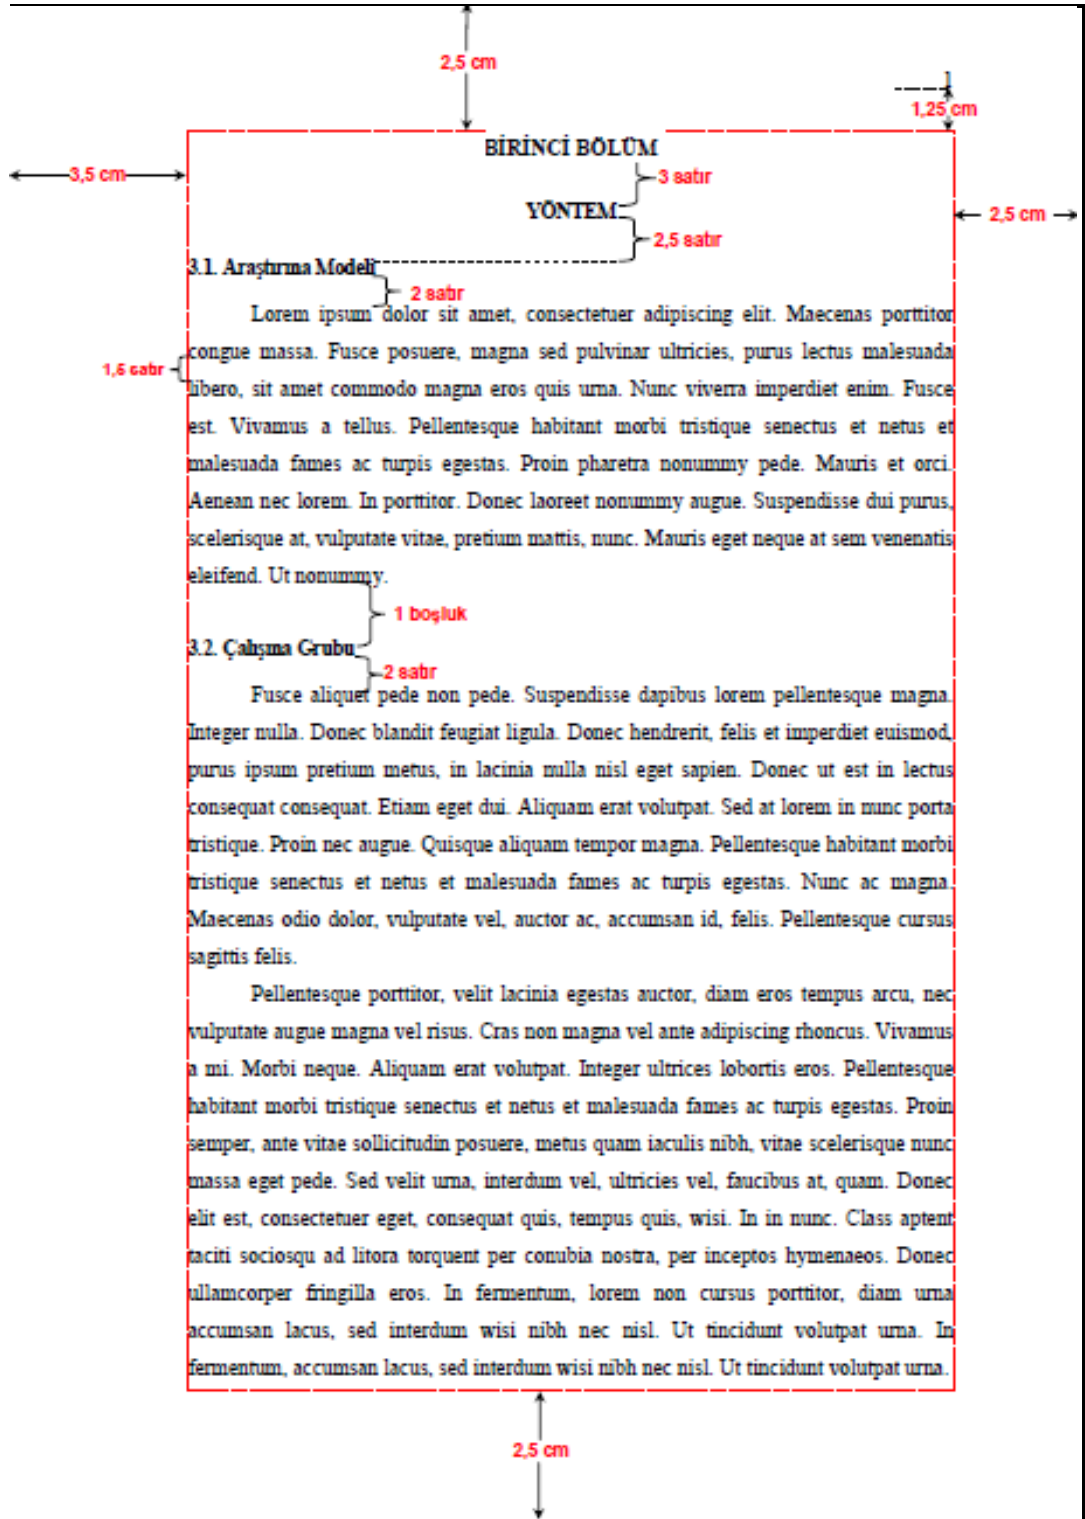 2,5 cm
1
1,25 cm
BİRİNCİ BÖLÜM
3,5 cm
3 satır
YÖNTEM
2,5 cm
2,5 satır
3.1. Araştırma Modeli
2 satır
Lorem ipsum dolor sit amet, consectetuer adipiscing elit. Maecenas porttitor
congue massa. Fusce posuere, magna sed pulvinar ultricies, purus lectus malesuada
1,5 satır
libero, sit amet commodo magna eros quis urna. Nunc viverra imperdiet enim. Fusce
est. Vivamus a tellus. Pellentesque habitant morbi tristique senectus et netus et
malesuada fames ac turpis egestas. Proin pharetra nonummy pede. Mauris et orci.
Aenean nec lorem. In porttitor. Donec laoreet nonummy augue. Suspendisse dui purus,
scelerisque at, vulputate vitae, pretium mattis, nunc. Mauris eget neque at sem venenatis
eleifend. Ut nonummy.
1 boşluk
3.2. Çalışma Grubu
2 satır
Fusce aliquet pede non pede. Suspendisse dapibus lorem pellentesque magna.
Integer nulla. Donec blandit feugiat ligula. Donec hendrerit, felis et imperdiet euismod,
purus ipsum pretium metus, in lacinia nulla nisl eget sapien. Donec ut est in lectus
consequat consequat. Etiam eget dui. Aliquam erat volutpat. Sed at lorem in nunc porta
tristique. Proin nec augue. Quisque aliquam tempor magna. Pellentesque habitant morbi
tristique senectus et netus et malesuada fames ac turpis egestas. Nunc ac magna.
Maecenas odio dolor, vulputate vel, auctor ac, accumsan id, felis. Pellentesque cursus
sagittis felis.
Pellentesque porttitor, velit lacinia egestas auctor, diam eros tempus arcu, nec
vulputate augue magna vel risus. Cras non magna vel ante adipiscing rhoncus. Vivamus
a mi. Morbi neque. Aliquam erat volutpat. Integer ultrices lobortis eros. Pellentesque
habitant morbi tristique senectus et netus et malesuada fames ac turpis egestas. Proin
semper, ante vitae sollicitudin posuere, metus quam iaculis nibh, vitae scelerisque nunc
massa eget pede. Sed velit urna, interdum vel, ultricies vel, faucibus at, quam. Donec
elit est, consectetuer eget, consequat quis, tempus quis, wisi. In in nunc. Class aptent
taciti sociosqu ad litora torquent per conubia nostra, per inceptos hymenaeos. Donec
ullamcorper fringilla eros. In fermentum, lorem non cursus porttitor, diam urna
accumsan lacus, sed interdum wisi nibh nec nisl. Ut tincidunt volutpat urna. In
fermentum, accumsan lacus, sed interdum wisi nibh nec nisl. Ut tincidunt volutpat urna.
2,5 cm